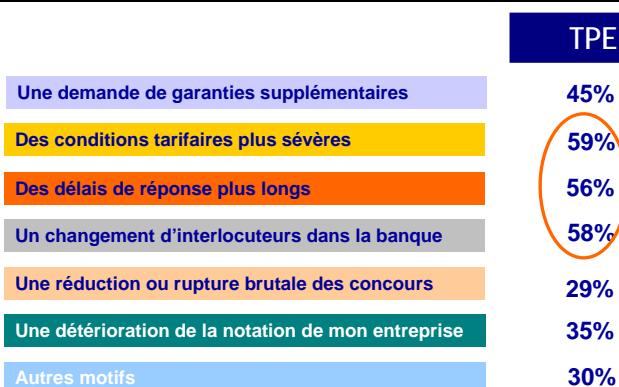 TPE
Une demande de garanties supplémentaires 45%
Des conditions tarifaires plus sévères 59%
Des délais de réponse plus longs 56%
Un changement d’interlocuteurs dans la banque 58%
Une réduction ou rupture brutale des concours 29%
Une détérioration de la notation de mon entreprise 35%
Autres motifs 30%